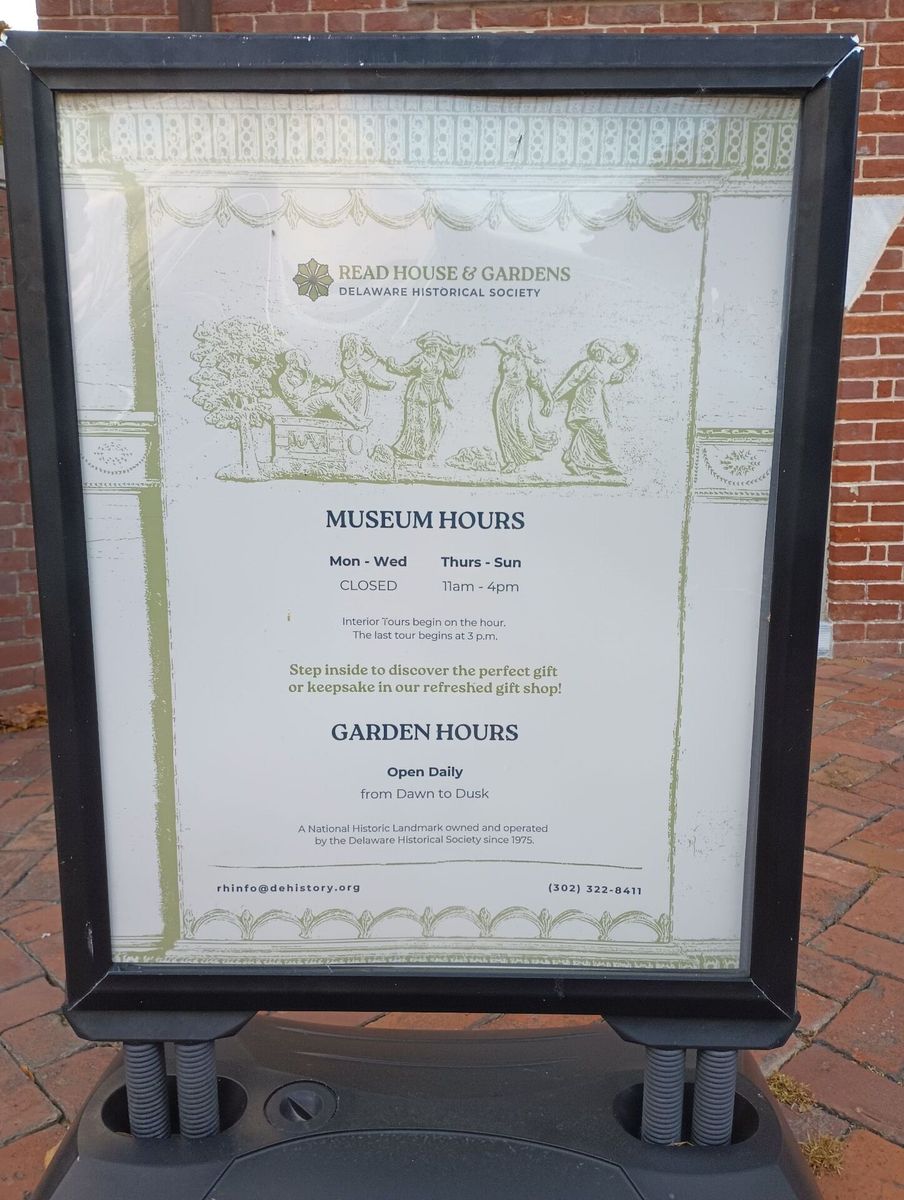 READ HOUSE & GARDENS
DELAWARE HISTORICAL SOCIETY
MUSEUM HOURS
Mon - Wed Thurs - Sun
CLOSED 11am - 4pm
Interior Tours begin on the hour.
The last tour begins at 3 p.m.
Step inside to discover the perfect gift
or keepsake in our refreshed gift shop!
GARDEN HOURS
Open Daily
from Dawn to Dusk
A National Historic Landmark owned and operated
by the Delaware Historical Society since 1975.
rhinfo@dehistory.org (302) 322-8411